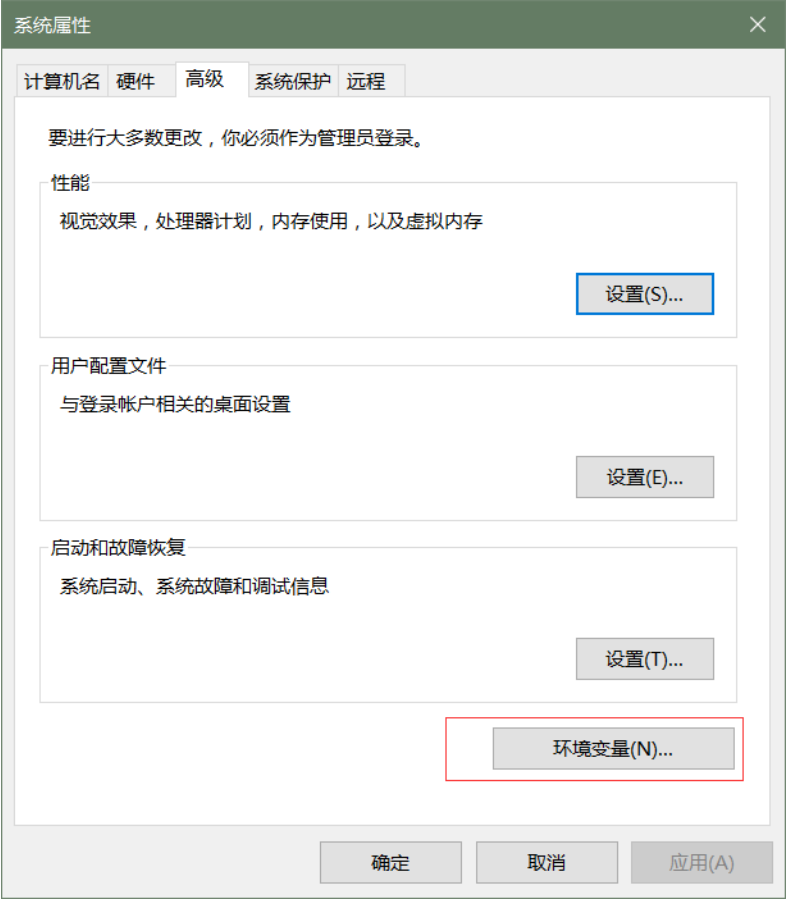 系统属性
计算机名 硬件 高级 系统保护 远程
要进行大多数更改，你必须作为管理员登录。
性能
视觉效果，处理器计划，内存使用，以及虚拟内存
设置(S)...
用户配置文件
与登录帐户相关的桌面设置
设置(E)...
启动和故障恢复
系统启动、系统故障和调试信息
设置(T)...
环境变量(N)...
确定 取消 应用(A)